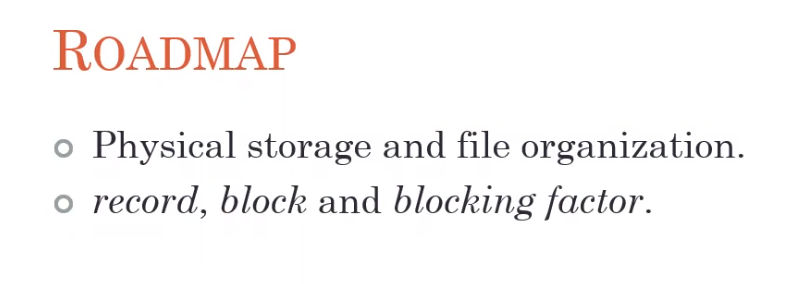 ROADMAP
Physical storage and file organization.
record, block and blocking factor.